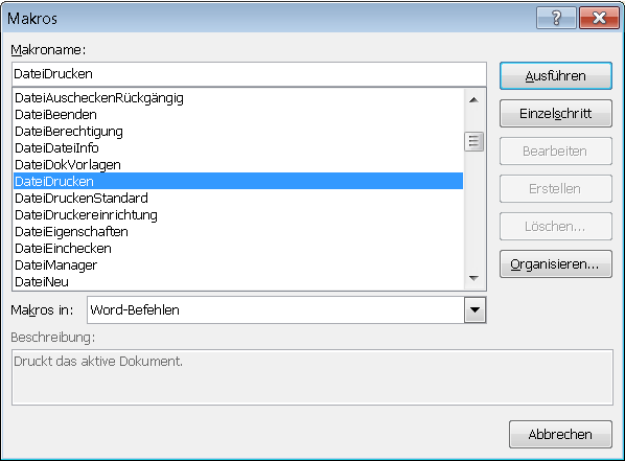 Makros
Makroname:
DateiDrucken
Ausführen
DateiAuscheckenRückgängig
DateiBeenden
Einzelschritt
DateiBerechtigung
DateiDateiInfo
Bearbeiten
DateiDokVorlagen
DateiDrucken
Erstellen
DateiDruckenStandard
DateiDruckereinrichtung
Löschen...
DateiEigenschaften
DateiEinchecken
Organisieren...
DateiManager
DateiNeu
Makros in: Word-Befehlen
Beschreibung:
Druckt das aktive Dokument.
Abbrechen